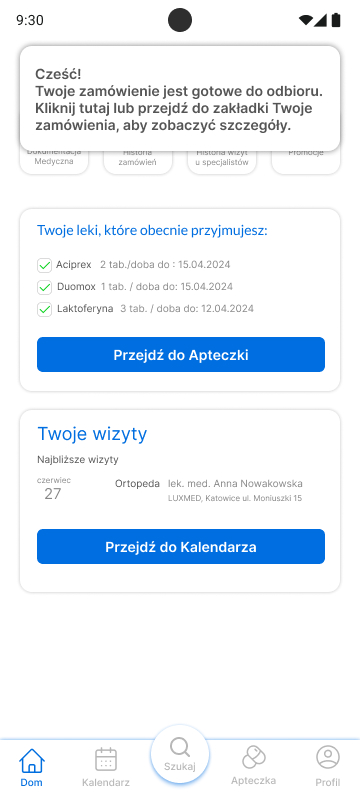 9:30
Cześć!
Twoje zamówienie jest gotowe do odbioru.
Kliknij tutaj lub przejdź do zakładki Twoje
zamówienia, aby zobaczyć szczegóły.
Dokumentacja Medyczna
Historia zamówień
Historia wizyt u specjalistów
Promocje
Twoje leki, które obecnie przyjmujesz:
Aciprex 2 tab./doba do : 15.04.2024
Duomox 1 tab. / doba do: 15.04.2024
Laktoferyna 3 tab. / doba do: 12.04.2024
Przejdź do Apteczki
Twoje wizyty
Najbliższe wizyty
czerwiec
27
Ortopeda lek. med. Anna Nowakowska
LUXMED, Katowice ul. Moniuszki 15
Przejdź do Kalendarza
Dom
Kalendarz
Szukaj
Apteczka
Profil